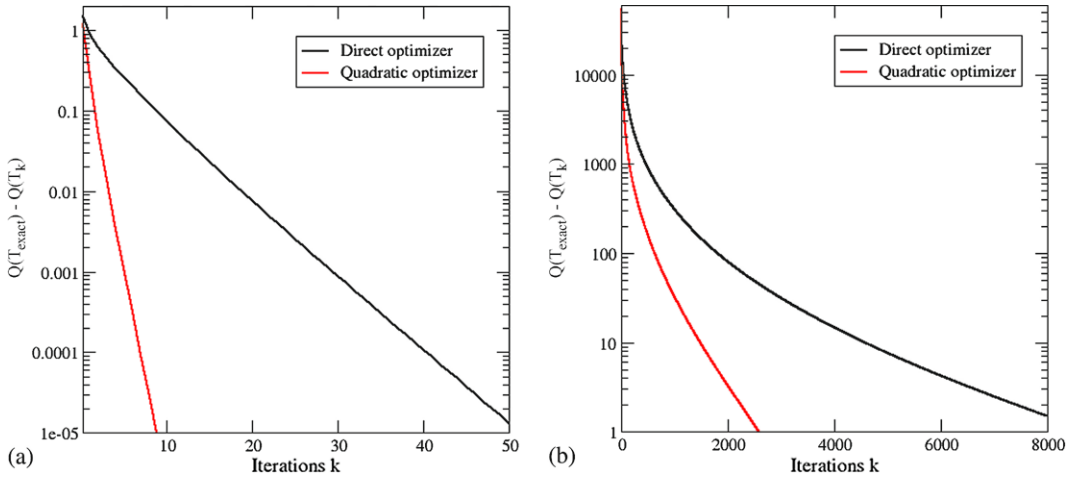 1
0.1
0.01
0.001
0.0001
1e-05
Q(T_exact) - Q(T_k)
Direct optimizer
Quadratic optimizer
10 20 30 40 50
(a) Iterations k
10000
1000
100
10
1
Q(T_exact) - Q(T_k)
Direct optimizer
Quadratic optimizer
0 2000 4000 6000 8000
(b) Iterations k